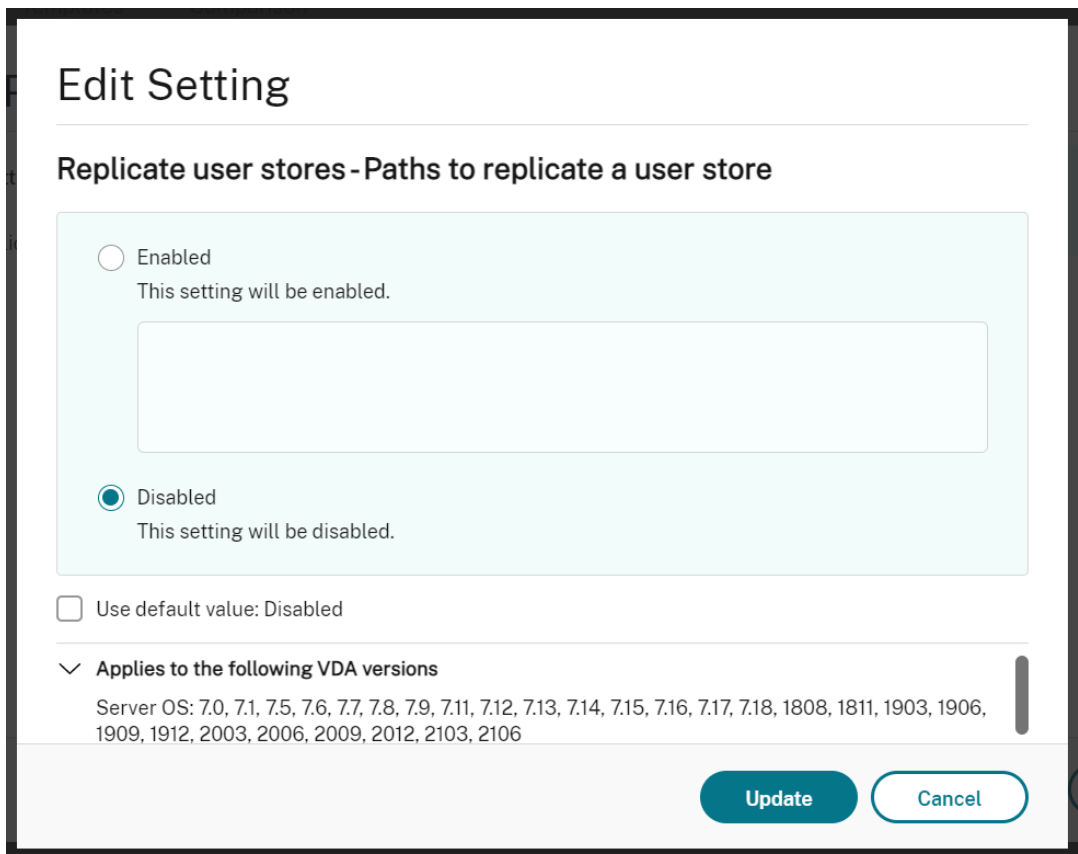 Edit Setting
Replicate user stores - Paths to replicate a user store
Enabled
This setting will be enabled.
Disabled
This setting will be disabled.
Use default value: Disabled
Applies to the following VDA versions
Server OS: 7.0, 7.1, 7.5, 7.6, 7.7, 7.8, 7.9, 7.11, 7.12, 7.13, 7.14, 7.15, 7.16, 7.17, 7.18, 1808, 1811, 1903, 1906,
1909, 1912, 2003, 2006, 2009, 2012, 2103, 2106
Update
Cancel